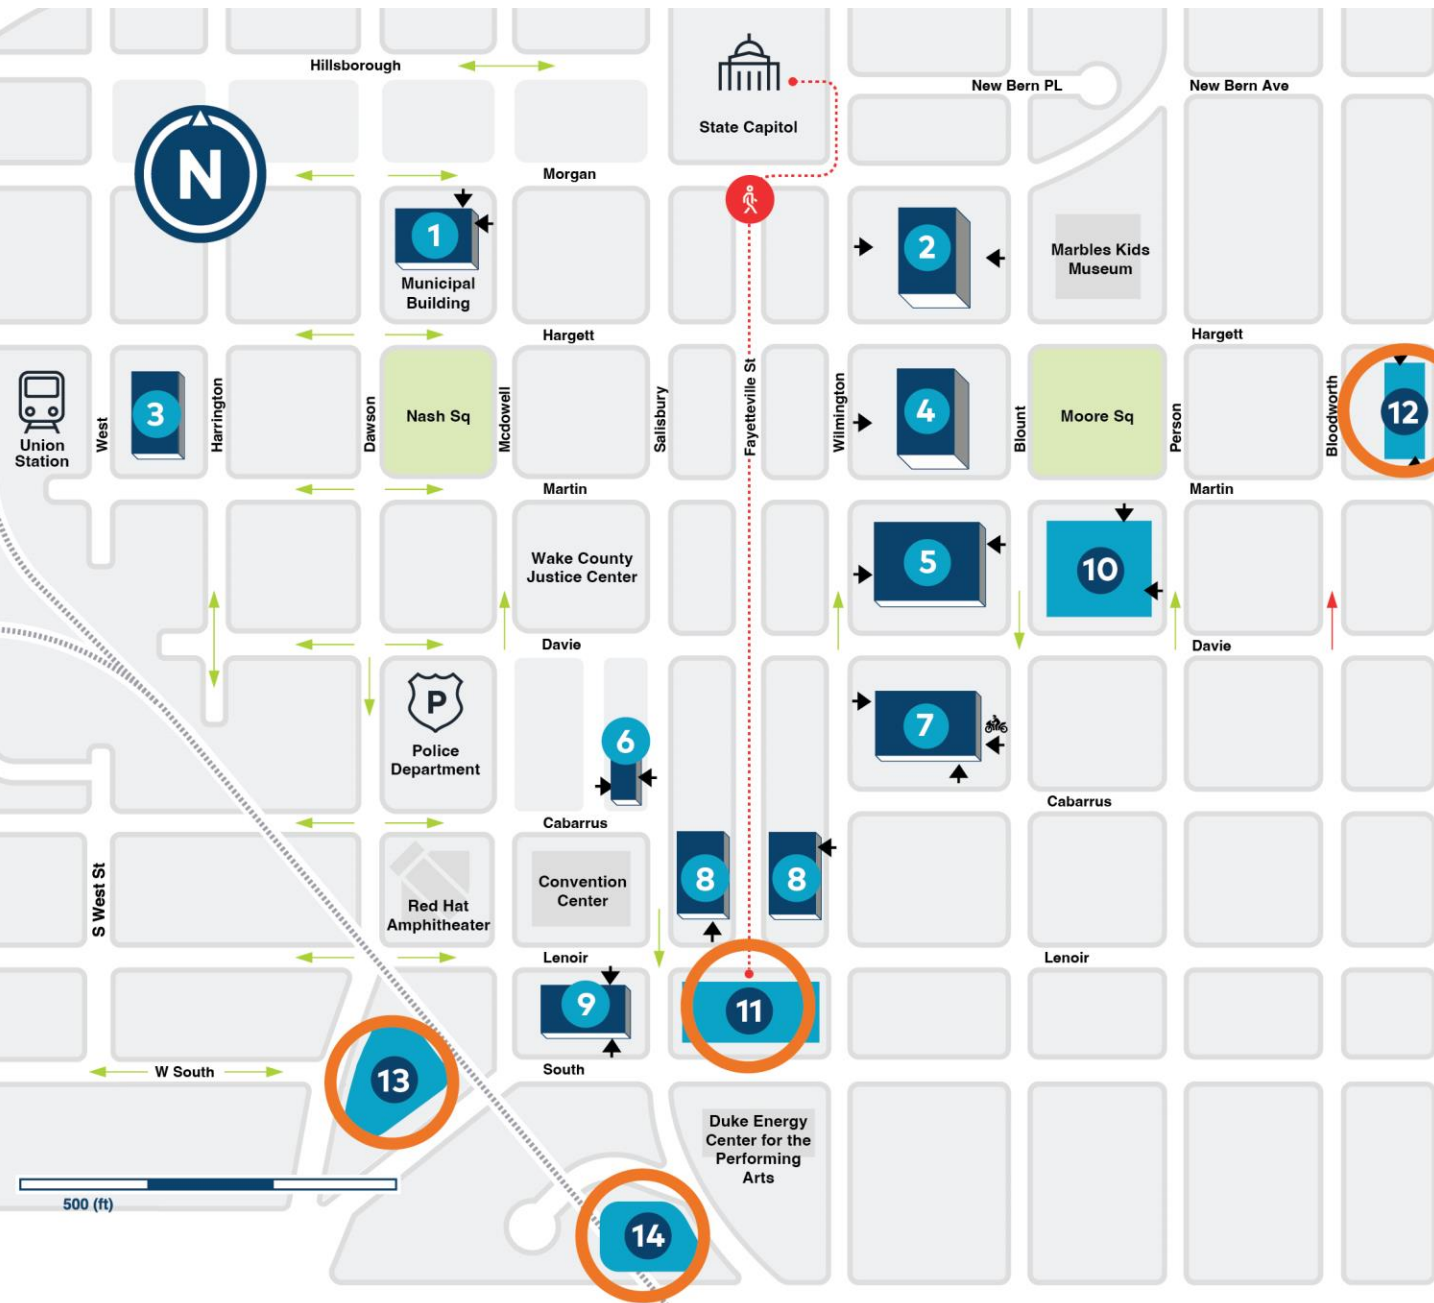 Hillsborough
New Bern PL
New Bern Ave
State Capitol
N
Morgan
1
Municipal
Building
2
Marbles Kids
Museum
Hargett
Hargett
Union
Station
West
3
Harrington
Dawson
Nash Sq
Mcdowell
Salisbury
Fayetteville St
Wilmington
4
Blount
Moore Sq
Person
Bloodworth
12
Martin
Martin
Wake County
Justice Center
5
10
Davie
Davie
P
Police
Department
6
7
Cabarrus
Cabarrus
S West St
Red Hat
Amphitheater
Convention
Center
8
8
Lenoir
Lenoir
9
11
W South
13
South
Duke Energy
Center for the
Performing
Arts
500 (ft)
14